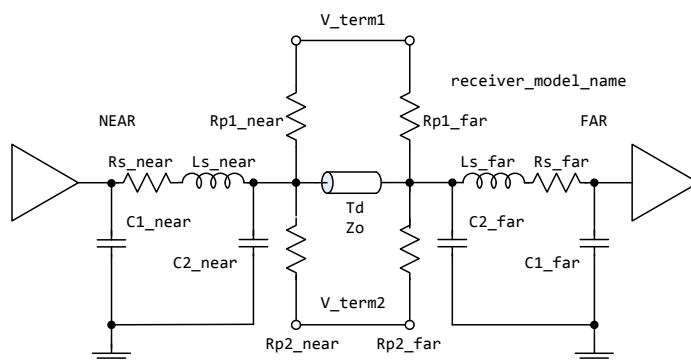 V_term1
receiver_model_name
Rp1_near
Rp1_far
NEAR
FAR
Rs_near
Ls_near
Ls_far
Rs_far
Td
Zo
C1_near
C2_far
C2_near
C1_far
V_term2
Rp2_near
Rp2_far